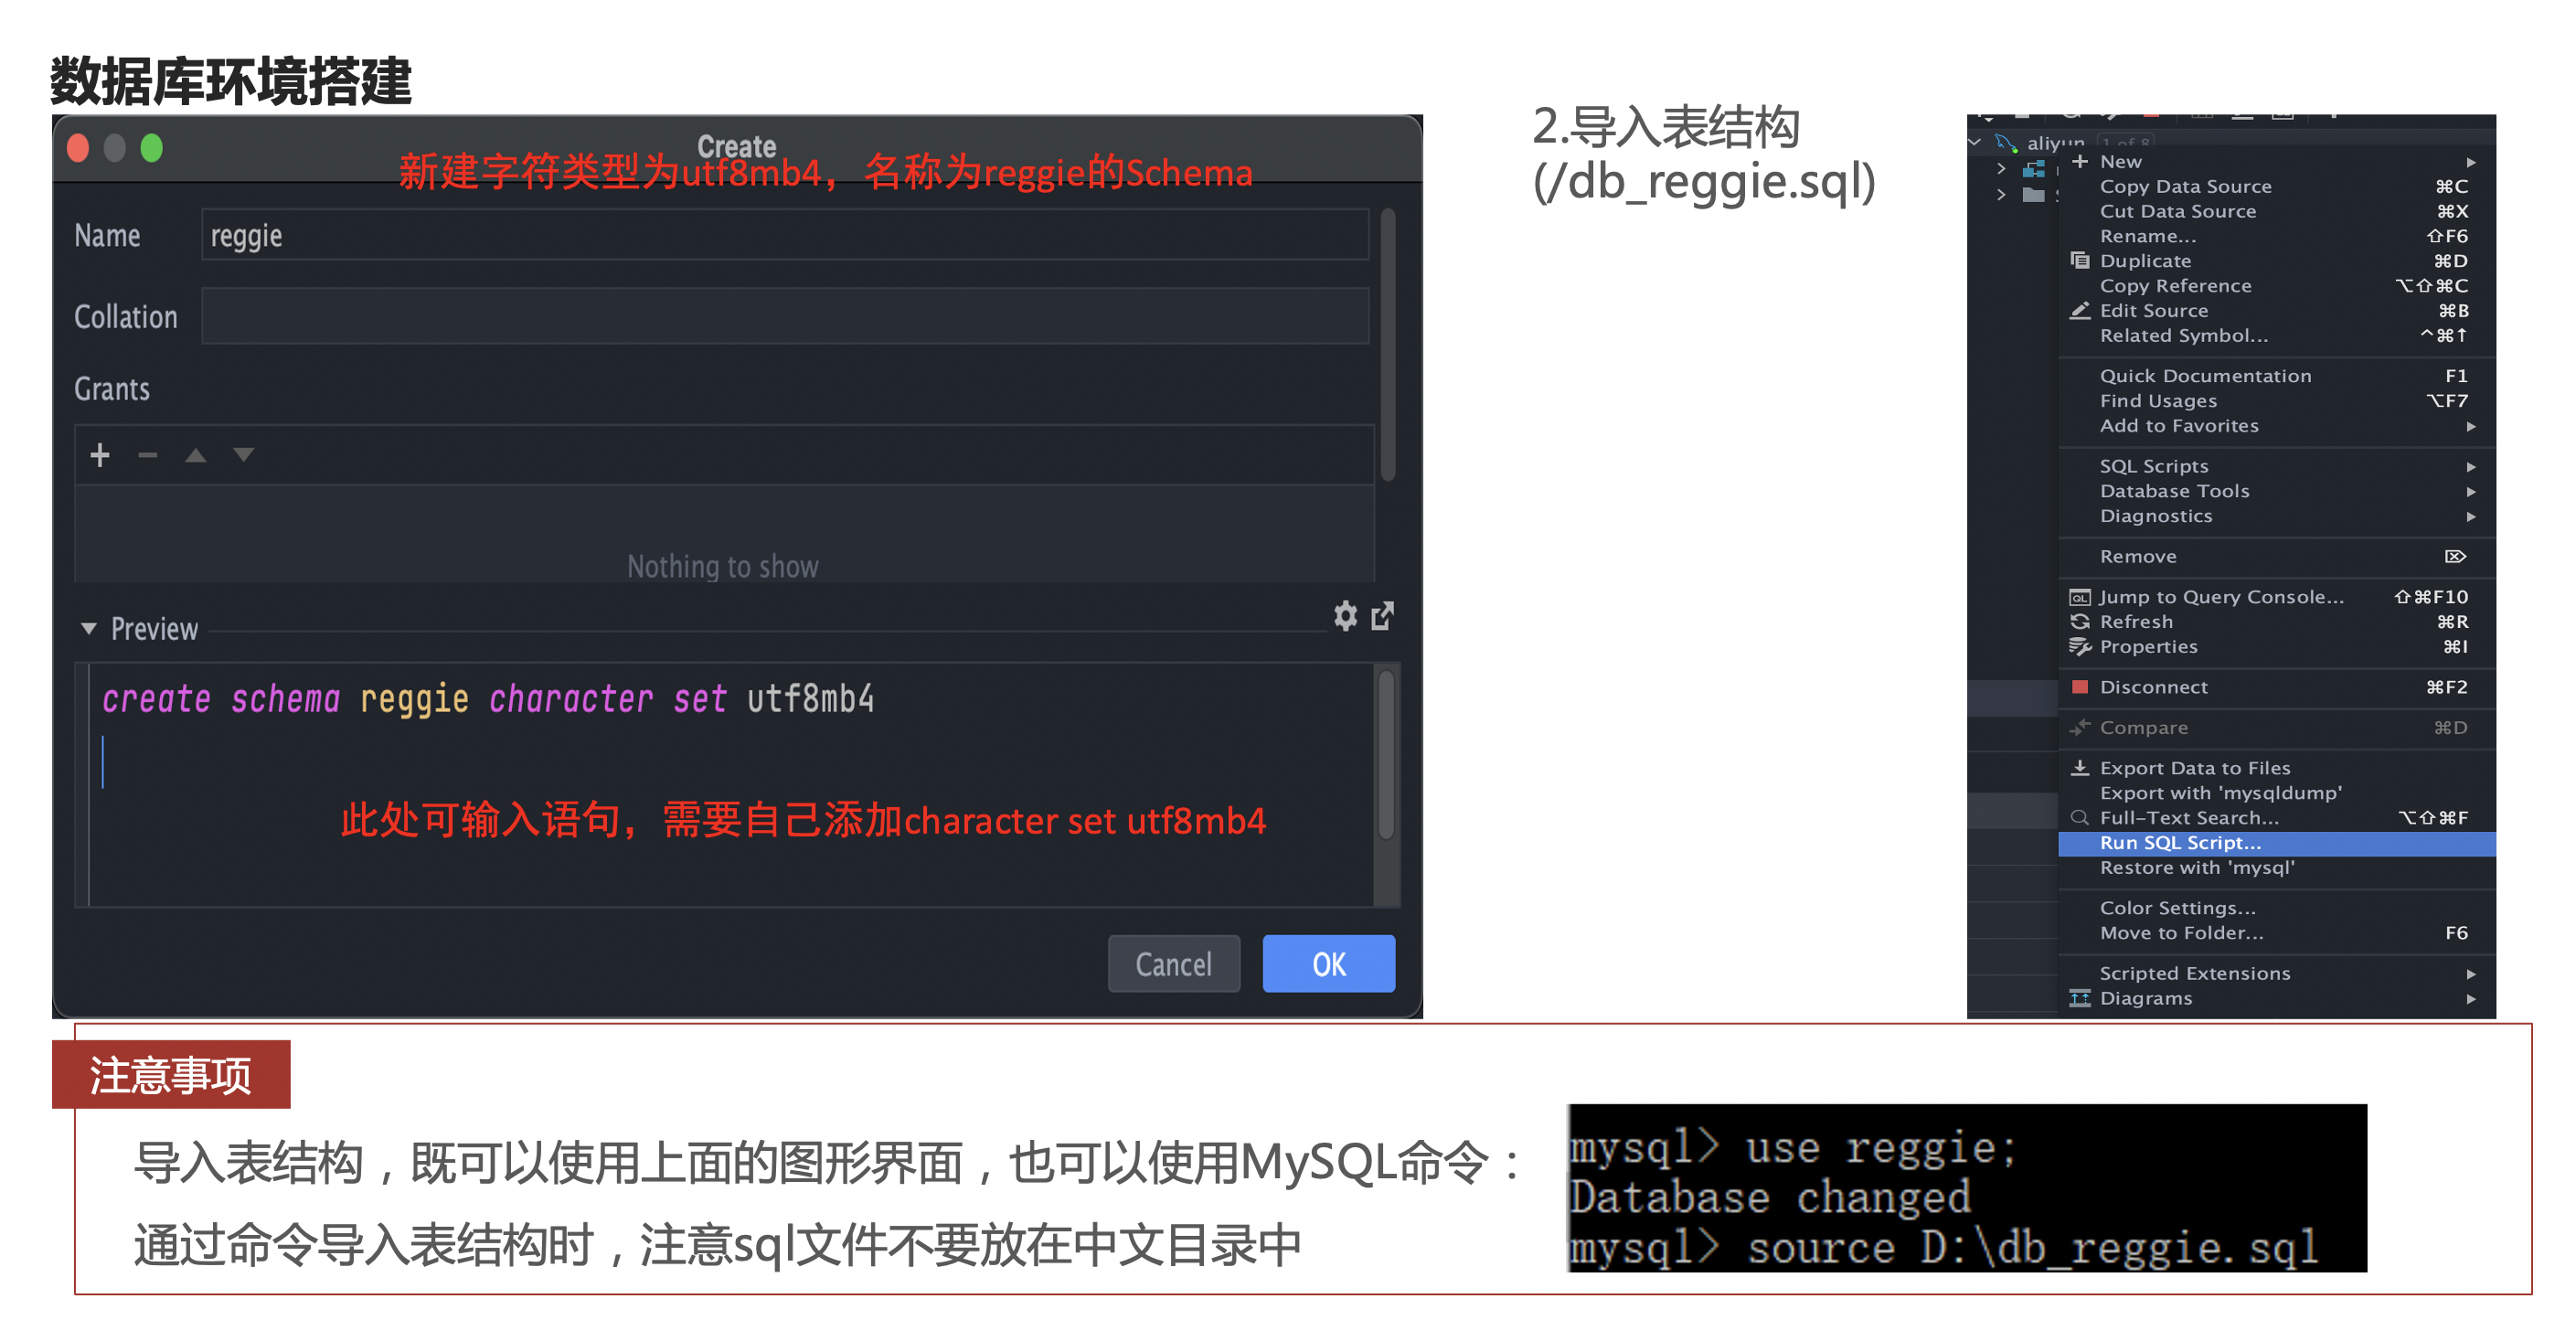 数据库环境搭建
Create
新建字符类型为utf8mb4，名称为reggie的Schema
Name
reggie
Collation
Grants
Nothing to show
Preview
create schema reggie character set utf8mb4
此处可输入语句，需要自己添加character set utf8mb4
Cancel
OK
2.导入表结构
(/db_reggie.sql)
aliyun 1 of 8
New
Copy Data Source ⌘C
Cut Data Source ⌘X
Rename... ⇧F6
Duplicate ⌘D
Copy Reference ⌥⇧⌘C
Edit Source ⌘B
Related Symbol... ^⌘↑
Quick Documentation F1
Find Usages ⌥F7
Add to Favorites
SQL Scripts
Database Tools
Diagnostics
Remove ⌦
Jump to Query Console... ⇧⌘F10
Refresh ⌘R
Properties ⌘I
Disconnect ⌘F2
Compare ⌘D
Export Data to Files
Export with 'mysqldump'
Full-Text Search... ⌥⇧⌘F
Run SQL Script...
Restore with 'mysql'
Color Settings...
Move to Folder... F6
Scripted Extensions
Diagrams
注意事项
导入表结构，既可以使用上面的图形界面，也可以使用MySQL命令：
通过命令导入表结构时，注意sql文件不要放在中文目录中
mysql> use reggie;
Database changed
mysql> source D:\db_reggie.sql